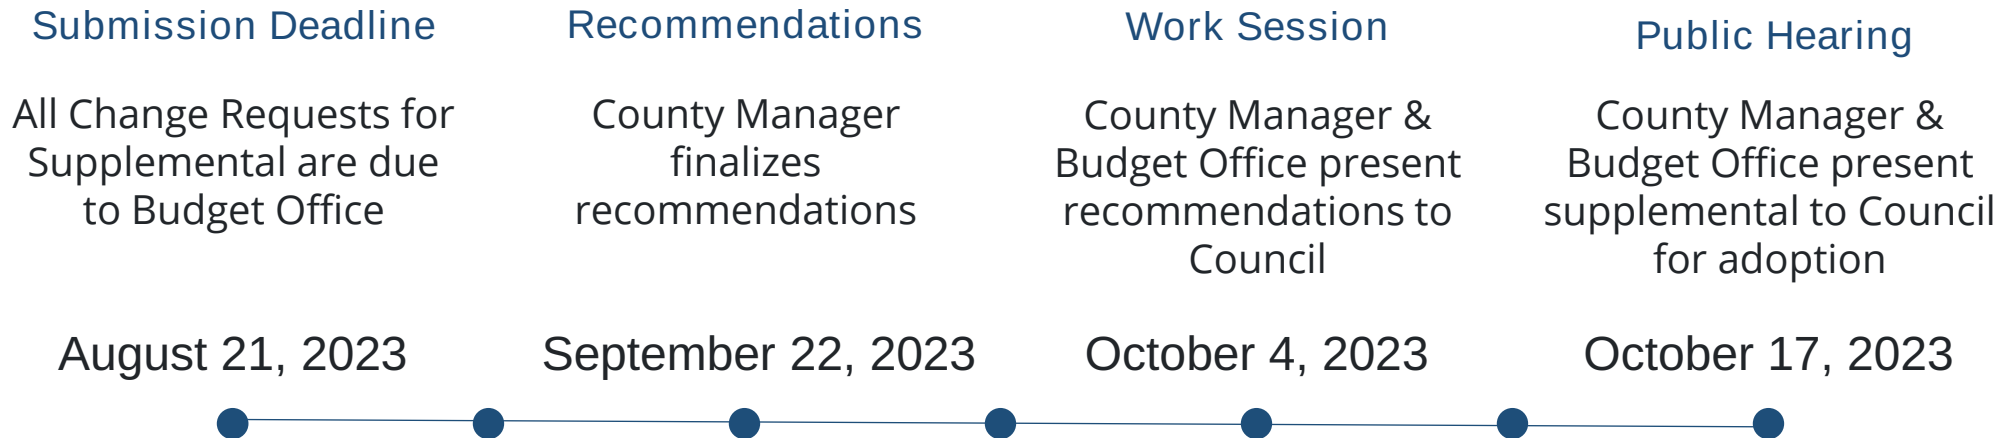 Submission Deadline
All Change Requests for
Supplemental are due
to Budget Office
August 21, 2023
Recommendations
County Manager
finalizes
recommendations
September 22, 2023
Work Session
County Manager &
Budget Office present
recommendations to
Council
October 4, 2023
Public Hearing
County Manager &
Budget Office present
supplemental to Council
for adoption
October 17, 2023